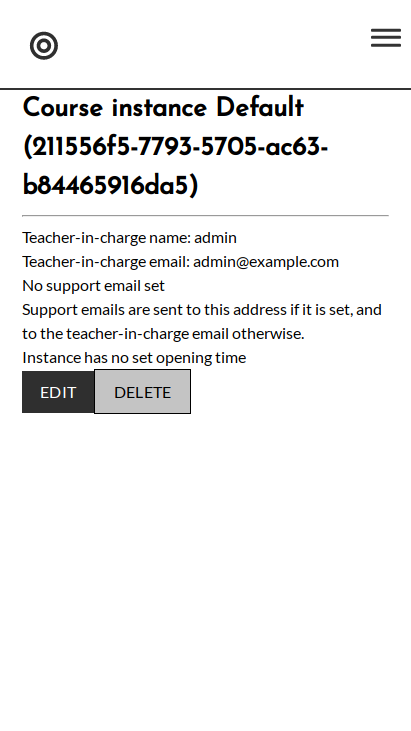 Course instance Default
(211556f5-7793-5705-ac63-
b84465916da5)
Teacher-in-charge name: admin
Teacher-in-charge email: admin@example.com
No support email set
Support emails are sent to this address if it is set, and
to the teacher-in-charge email otherwise.
Instance has no set opening time
EDIT DELETE